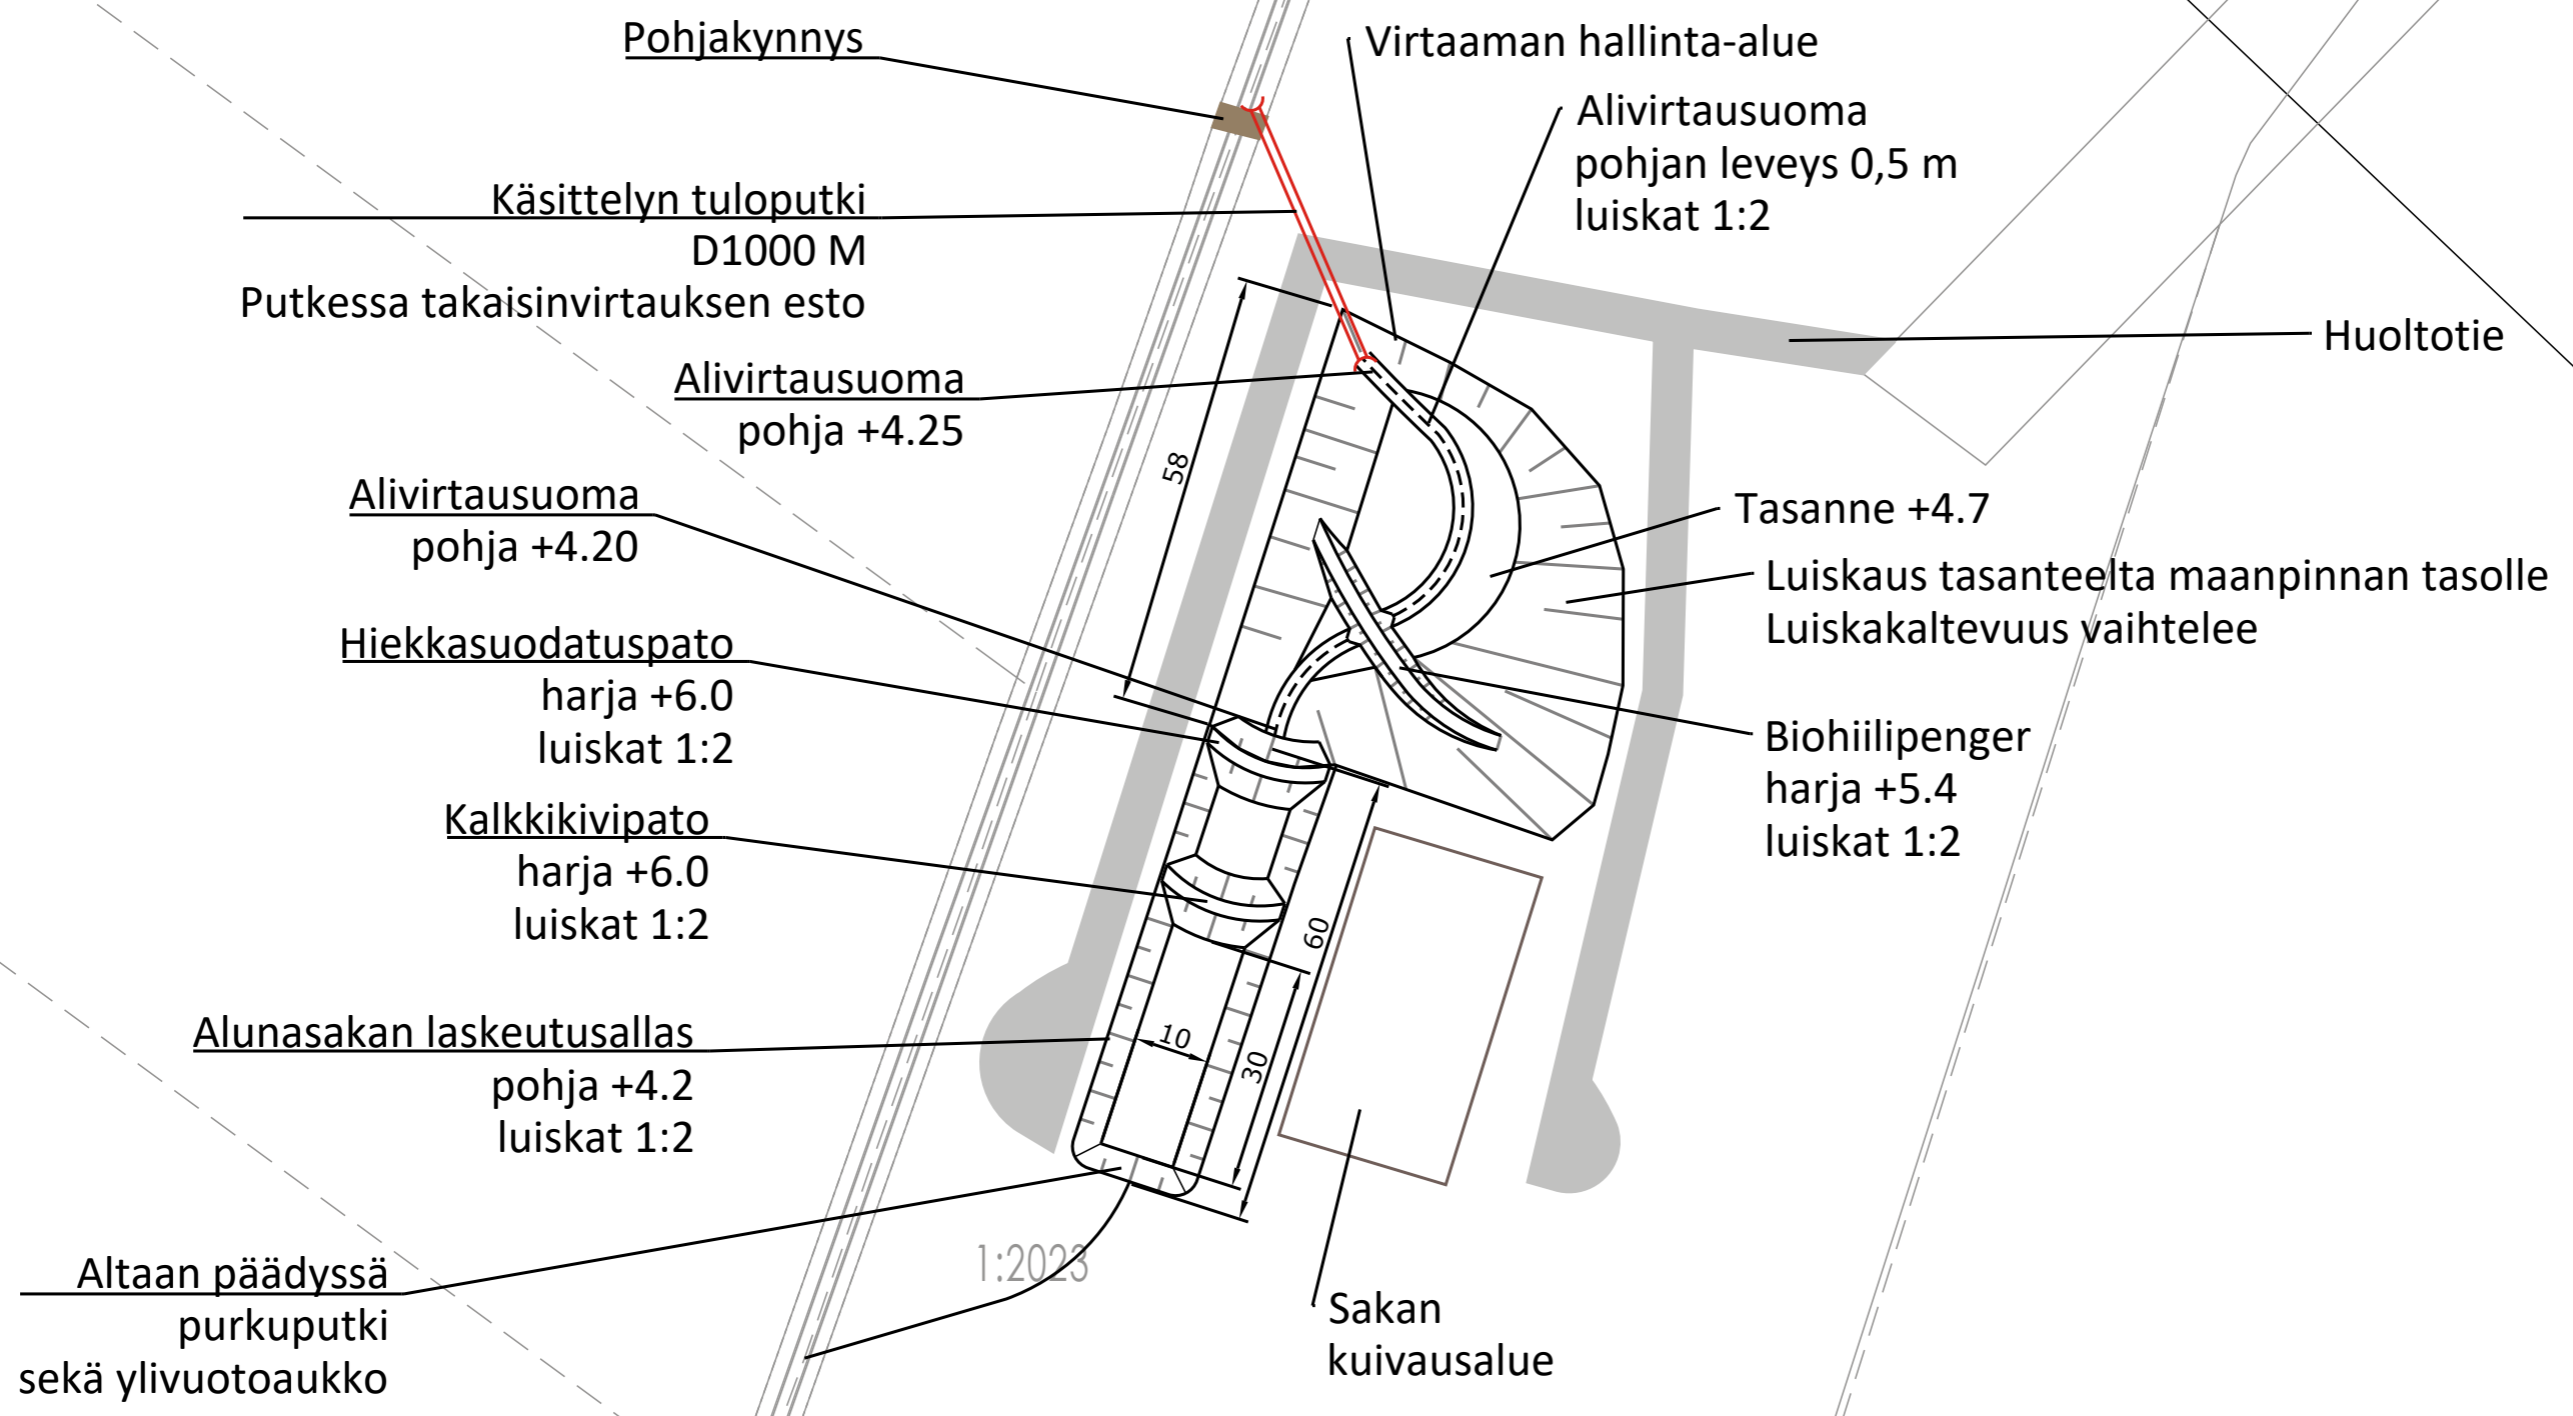 Pohjakynnys
Virtaaman hallinta-alue
Alivirtausuoma
pohjan leveys 0,5 m
luiskat 1:2
Käsittelyn tuloputki
D1000 M
Putkessa takaisinvirtauksen esto
Huoltotie
Alivirtausuoma
pohja +4.25
58
Alivirtausuoma
pohja +4.20
Tasanne +4.7
Luiskaus tasanteelta maanpinnan tasolle
Luiskakaltevuus vaihtelee
Hiekkasuodatuspato
harja +6.0
luiskat 1:2
Biohiilipenger
harja +5.4
luiskat 1:2
Kalkkikivipato
harja +6.0
luiskat 1:2
60
10
30
Alunasakan laskeutusallas
pohja +4.2
luiskat 1:2
1:2023
Altaan päädyssä
purkuputki
sekä ylivuotoaukko
Sakan
kuivausalue